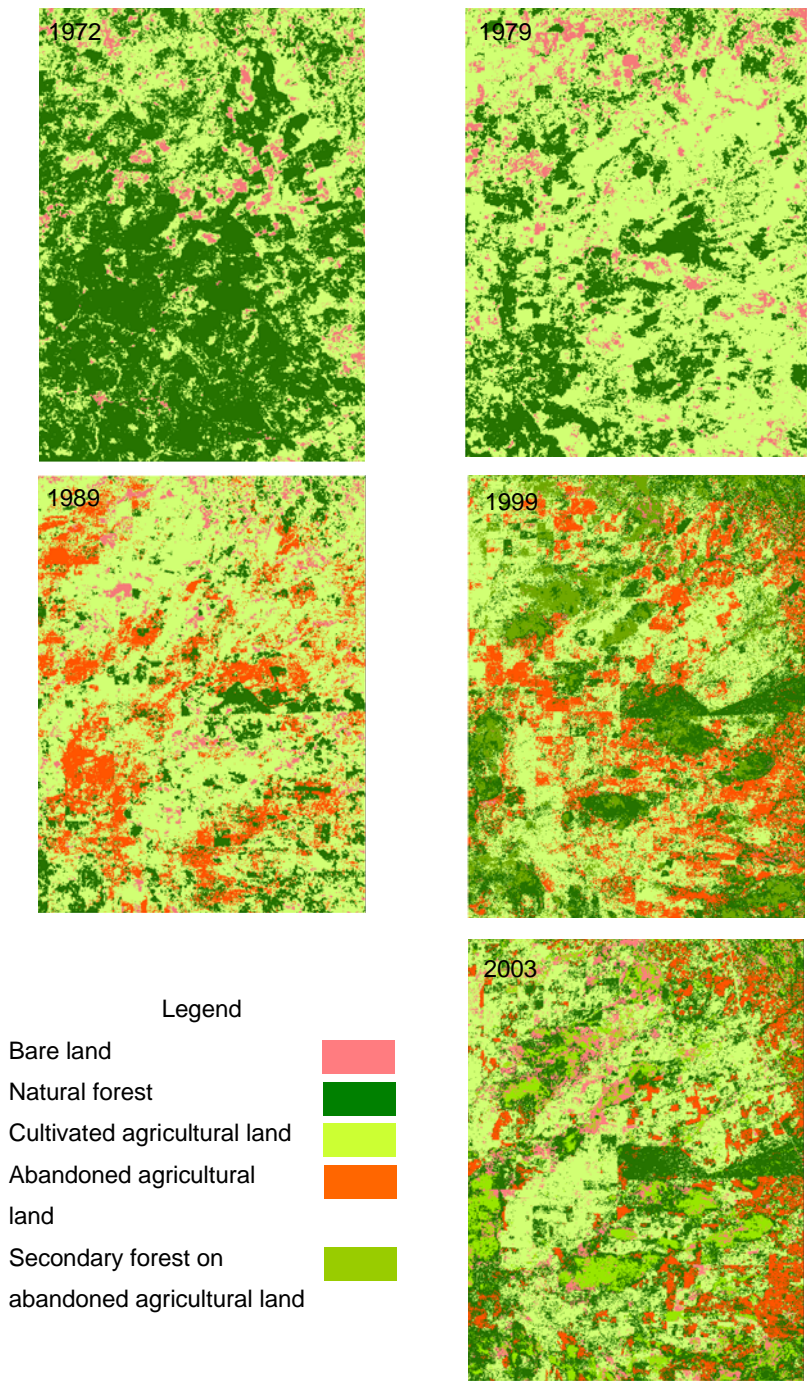 1972
1979
1989
1999
2003
Legend
Bare land
Natural forest
Cultivated agricultural land
Abandoned agricultural
land
Secondary forest on
abandoned agricultural land